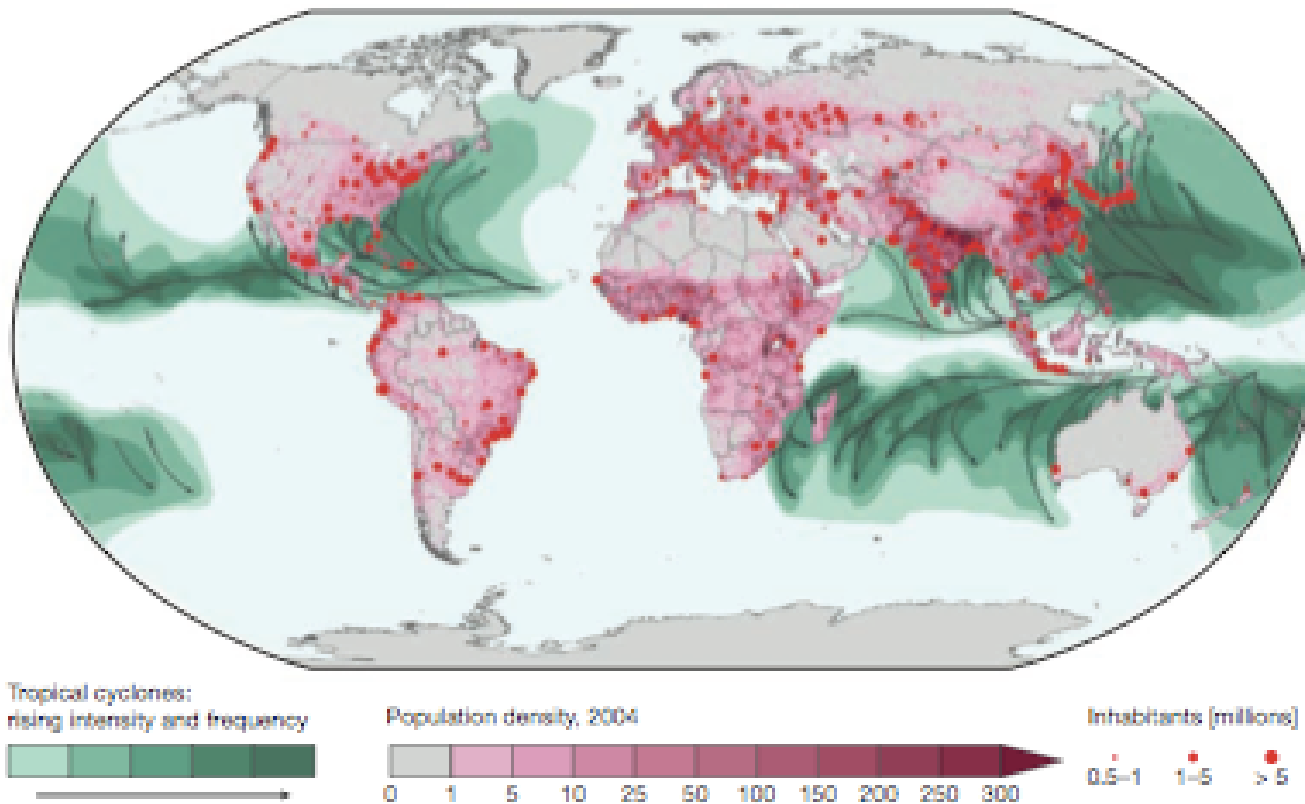 Tropical cyclones:
rising intensity and frequency
Population density, 2004
0 1 5 10 25 50 100 150 200 250 300
Inhabitants [millions]
0.5–1 1–5 > 5